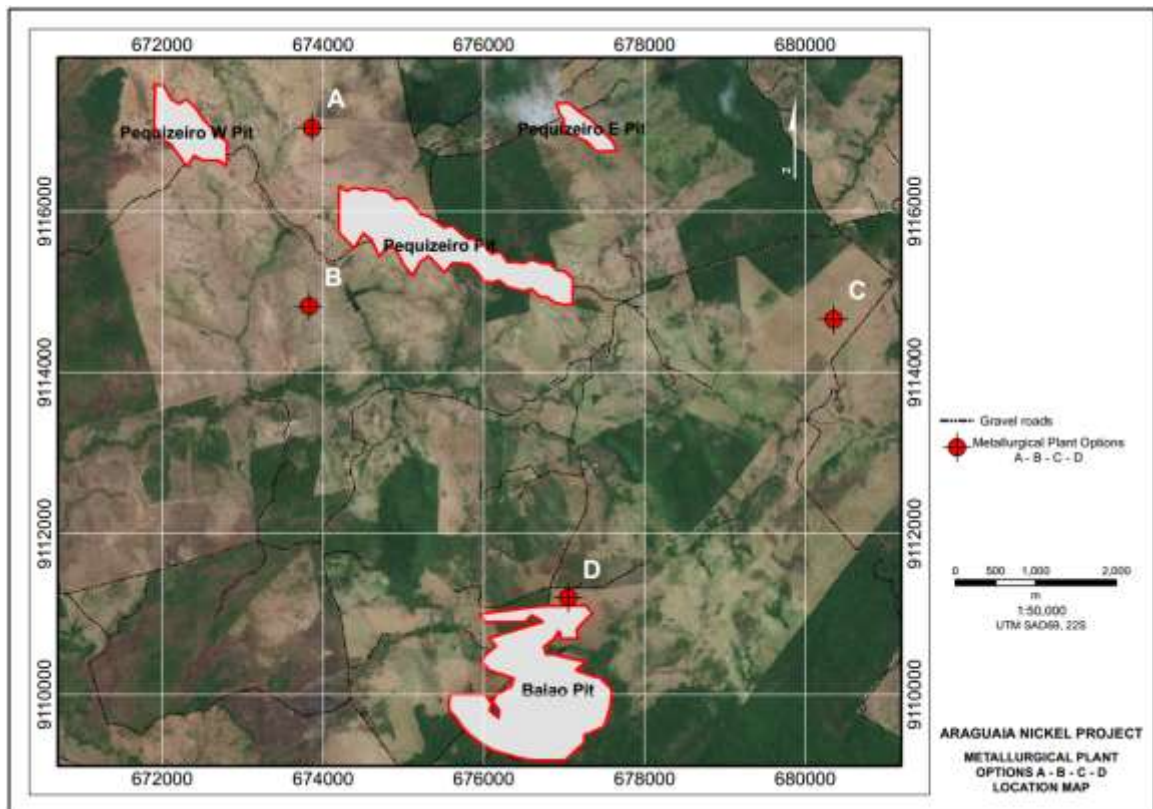 672000 674000 676000 678000 680000
A
Pequizeiro W Pit
Pequizeiro E Pit
9116000
9116000
Pequizeiro Pit
B
C
9114000
9114000
Gravel roads
Metallurgical Plant Options
A - B - C - D
9112000
9112000
D
0 500 1,000 2,000
m
1:50,000
UTM SAD69, 22S
9110000
9110000
Baiao Pit
ARAGUAIA NICKEL PROJECT
METALLURGICAL PLANT
OPTIONS A - B - C - D
LOCATION MAP
672000 674000 676000 678000 680000